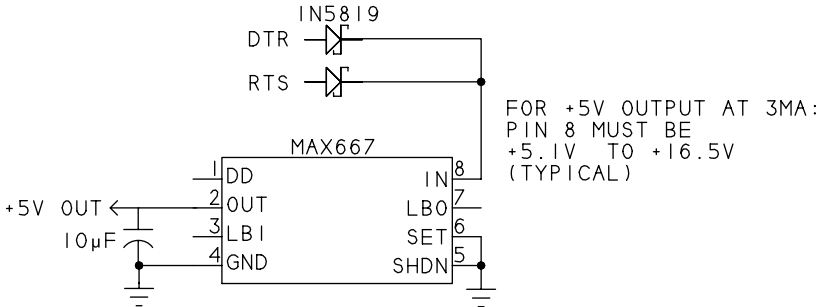 IN5819
DTR
RTS
FOR +5V OUTPUT AT 3MA:
PIN 8 MUST BE
+5.1V TO +16.5V
(TYPICAL)
MAX667
1 DD IN 8
+5V OUT 2 OUT LBO 7
10µF 3 LBI SET 6
4 GND SHDN 5